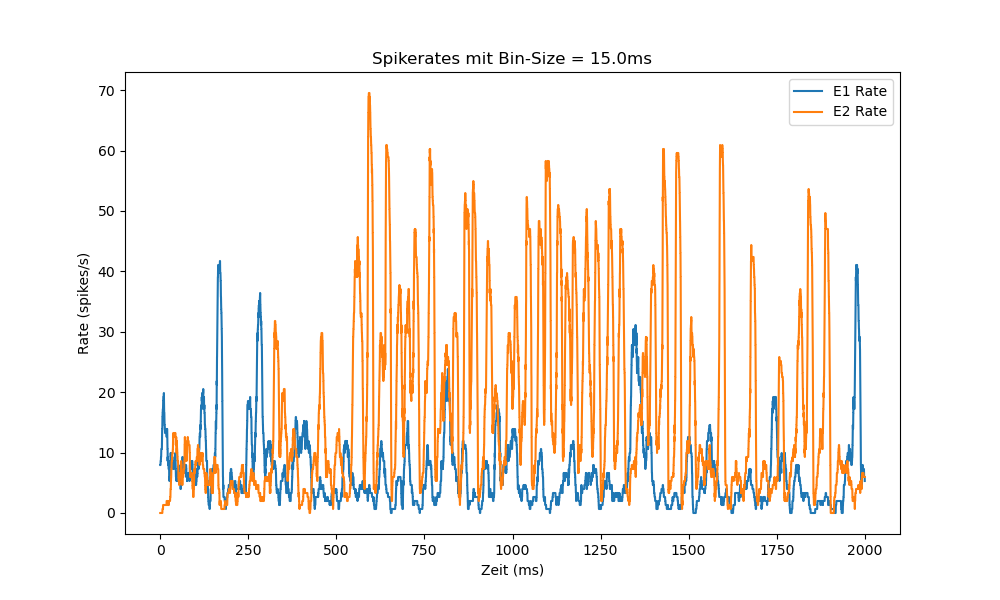 Spikerates mit Bin-Size = 15.0ms
E1 Rate
E2 Rate
70
60
50
40
30
20
10
0
Rate (spikes/s)
0 250 500 750 1000 1250 1500 1750 2000
Zeit (ms)